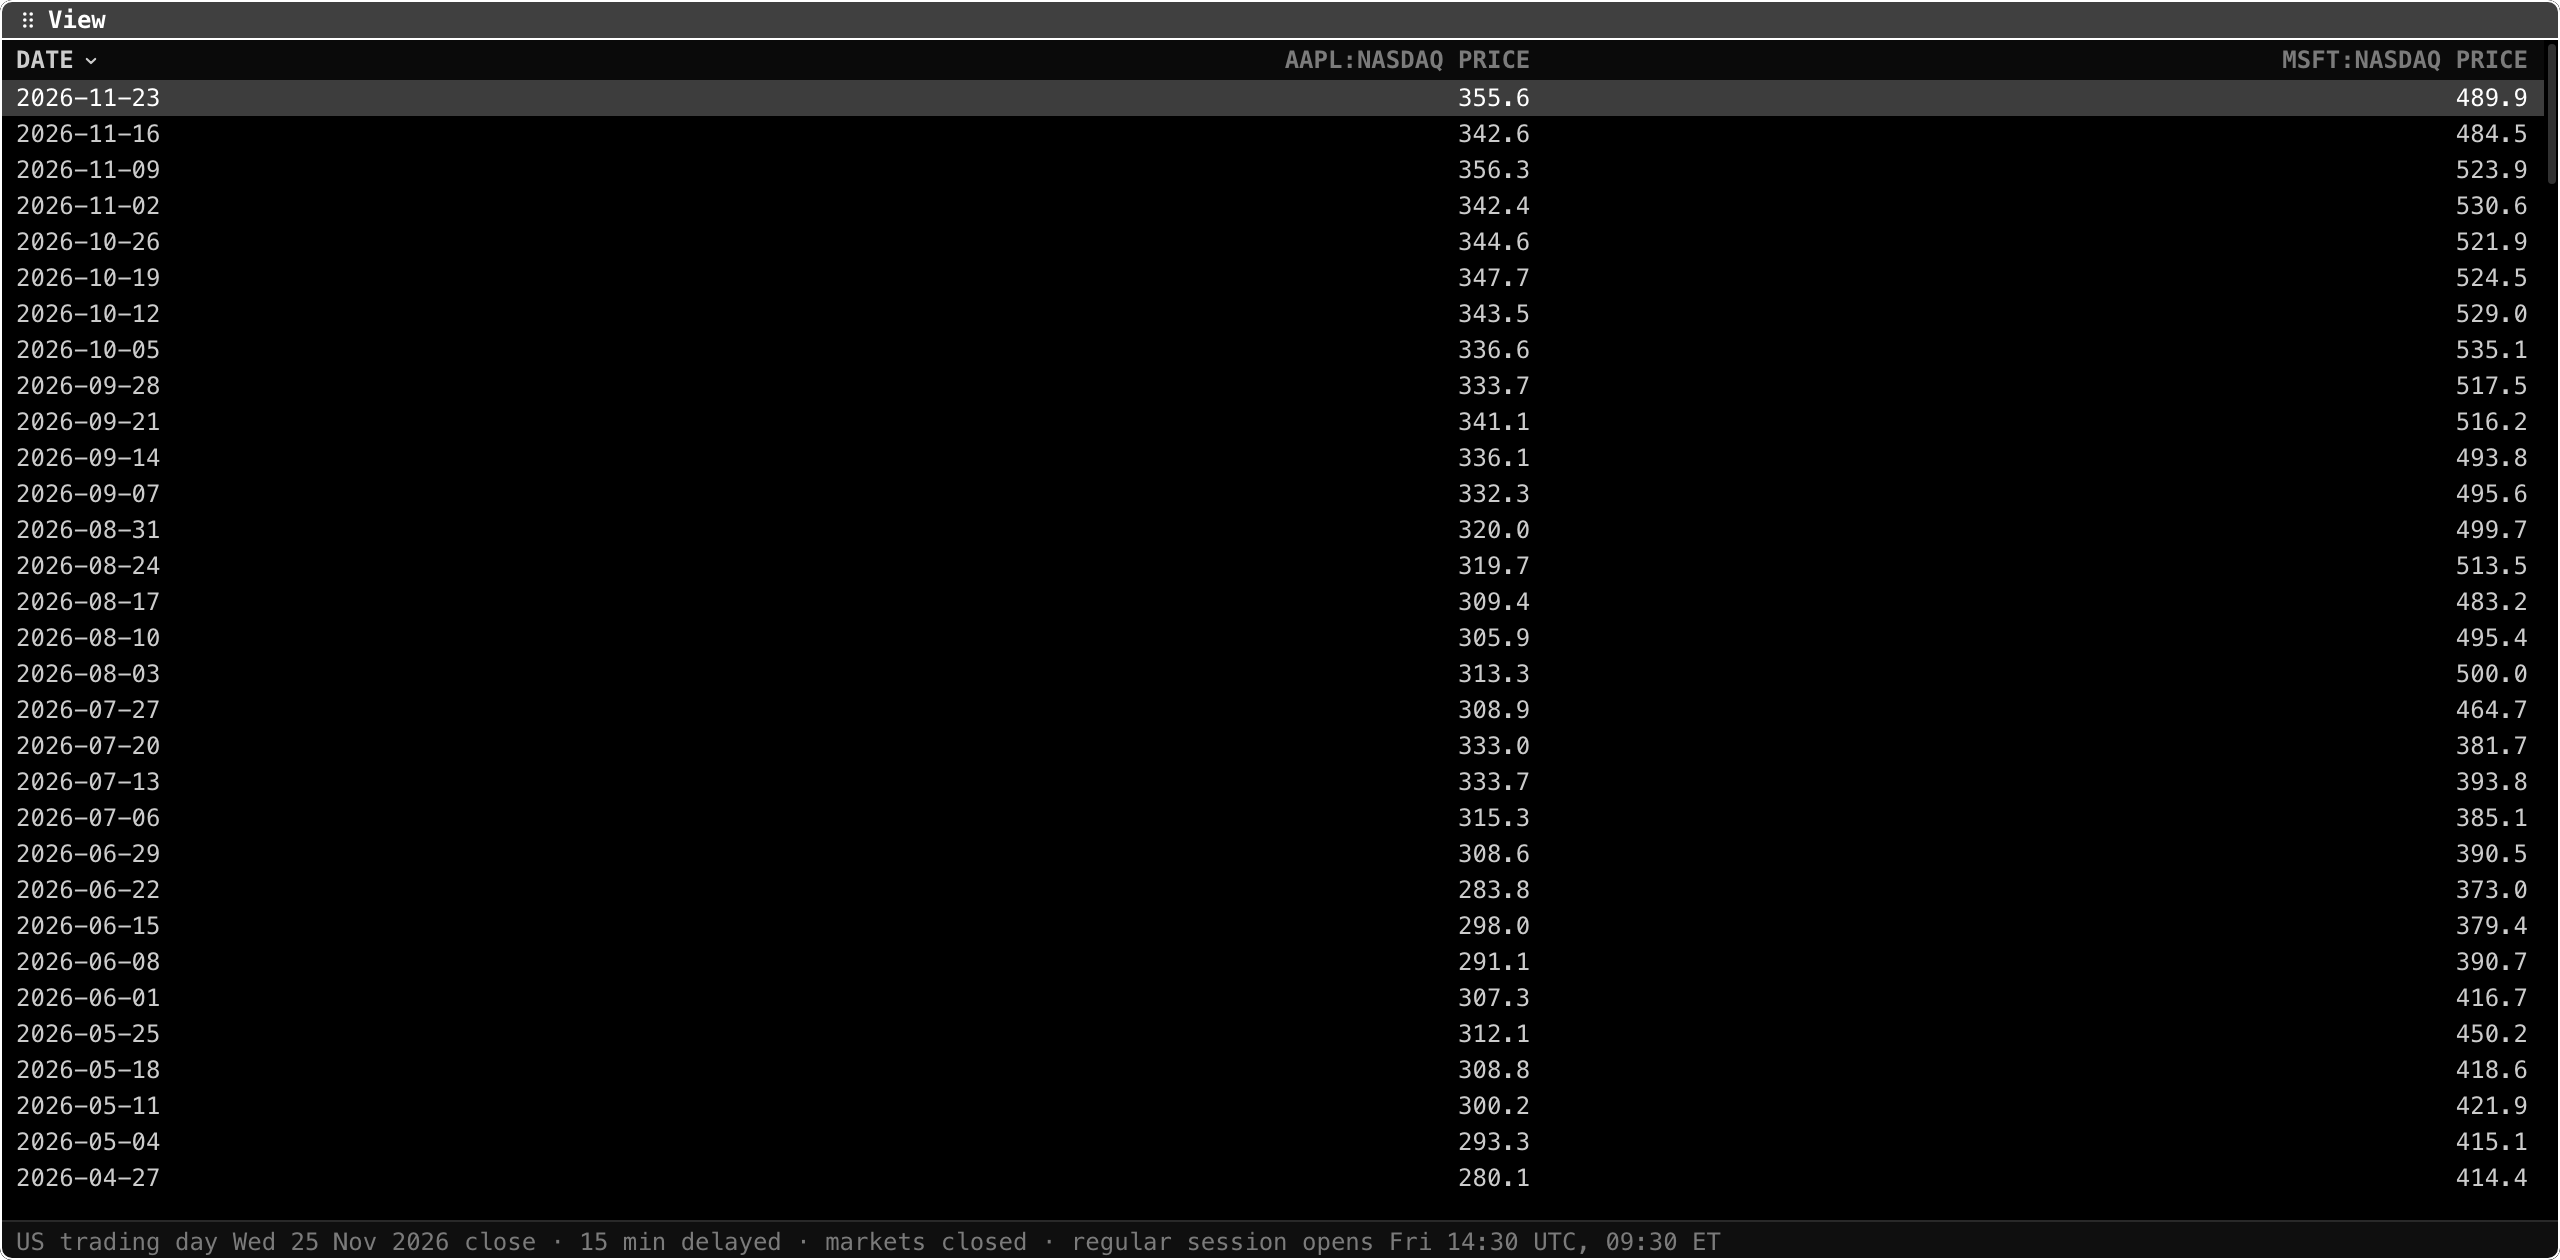 View
DATE AAPL:NASDAQ PRICE MSFT:NASDAQ PRICE
2026-11-23 355.6 489.9
2026-11-16 342.6 484.5
2026-11-09 356.3 523.9
2026-11-02 342.4 530.6
2026-10-26 344.6 521.9
2026-10-19 347.7 524.5
2026-10-12 343.5 529.0
2026-10-05 336.6 535.1
2026-09-28 333.7 517.5
2026-09-21 341.1 516.2
2026-09-14 336.1 493.8
2026-09-07 332.3 495.6
2026-08-31 320.0 499.7
2026-08-24 319.7 513.5
2026-08-17 309.4 483.2
2026-08-10 305.9 495.4
2026-08-03 313.3 500.0
2026-07-27 308.9 464.7
2026-07-20 333.0 381.7
2026-07-13 333.7 393.8
2026-07-06 315.3 385.1
2026-06-29 308.6 390.5
2026-06-22 283.8 373.0
2026-06-15 298.0 379.4
2026-06-08 291.1 390.7
2026-06-01 307.3 416.7
2026-05-25 312.1 450.2
2026-05-18 308.8 418.6
2026-05-11 300.2 421.9
2026-05-04 293.3 415.1
2026-04-27 280.1 414.4
US trading day Wed 25 Nov 2026 close · 15 min delayed · markets closed · regular session opens Fri 14:30 UTC, 09:30 ET